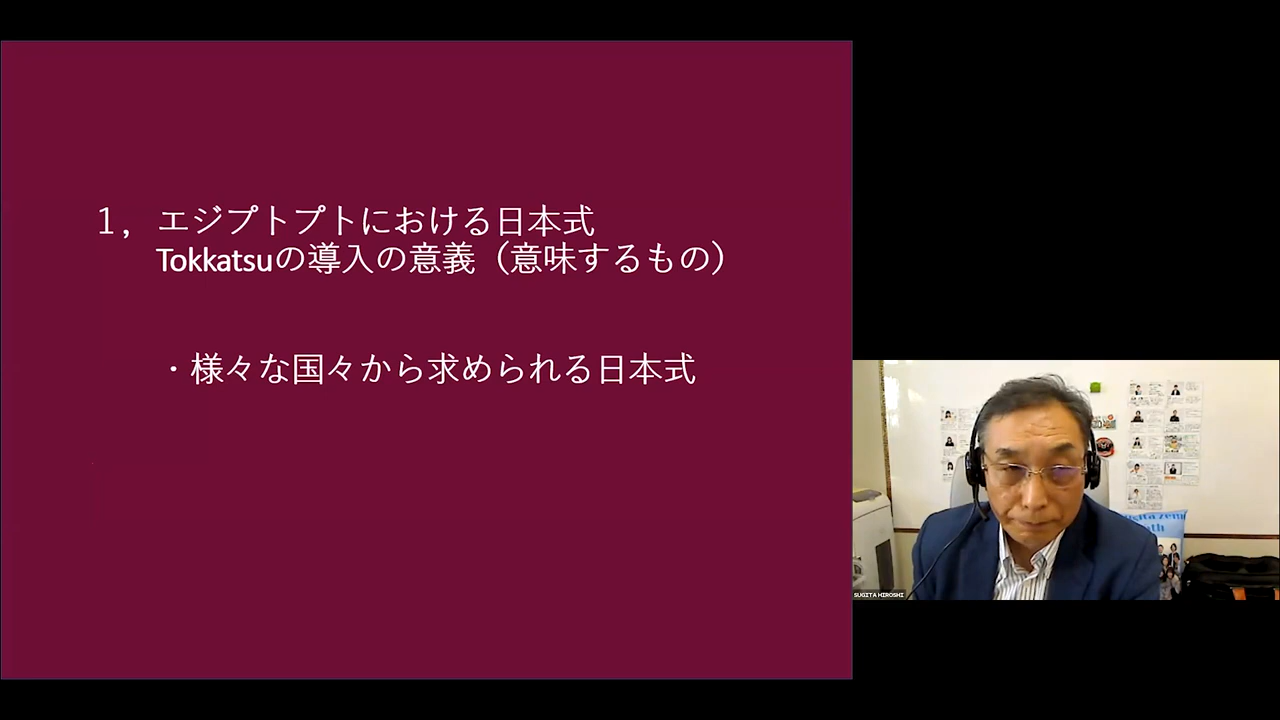 １，エジプトプトにおける日本式
Tokkatsuの導入の意義（意味するもの）
・様々な国々から求められる日本式
SUGITA HIROSHI